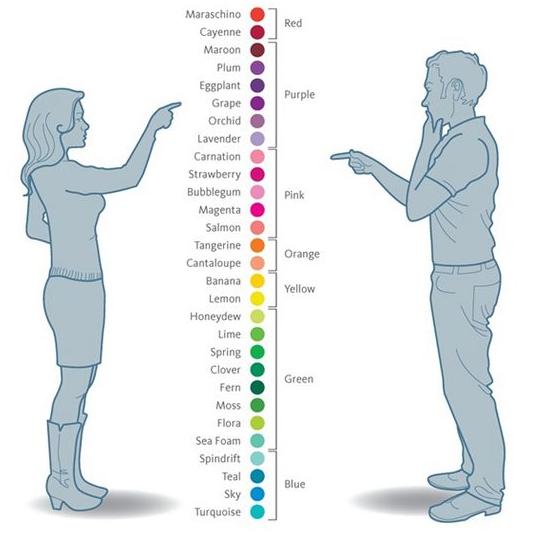 Maraschino
Cayenne
Red
Maroon
Plum
Eggplant
Grape
Orchid
Lavender
Purple
Carnation
Strawberry
Bubblegum
Magenta
Salmon
Pink
Tangerine
Cantaloupe
Orange
Banana
Lemon
Yellow
Honeydew
Lime
Spring
Clover
Fern
Moss
Flora
Sea Foam
Green
Spindrift
Teal
Sky
Turquoise
Blue